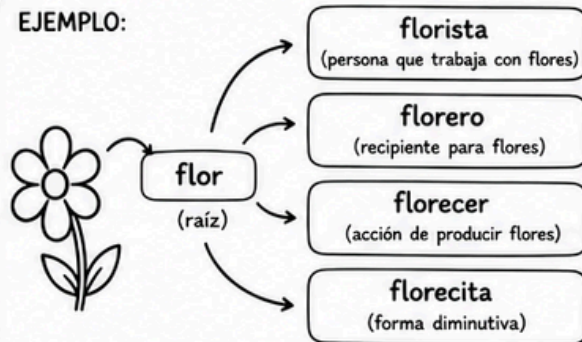 EJEMPLO:
florista
(persona que trabaja con flores)
florero
(recipiente para flores)
flor
(raíz)
florecer
(acción de producir flores)
florecita
(forma diminutiva)